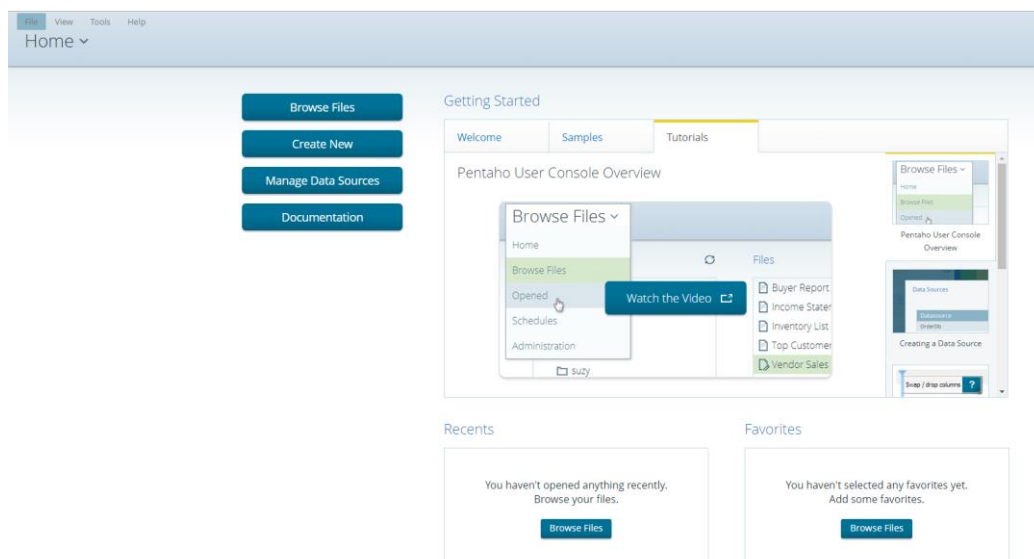 File View Tools Help
Home
Browse Files
Create New
Manage Data Sources
Documentation
Getting Started
Welcome Samples Tutorials
Pentaho User Console Overview
Browse Files
Home
Browse Files
Opened
Schedules
Administration
suzy
Watch the Video
Files
Buyer Report
Income Stater
Inventory List
Top Customer
Vendor Sales
Browse Files
Home
Browse Files
Opened
Pentaho User Console
Overview
Data Sources
Datasource
OrderDb
Creating a Data Source
Swap / drop columns ?
Recents
You haven't opened anything recently.
Browse your files.
Browse Files
Favorites
You haven't selected any favorites yet.
Add some favorites.
Browse Files